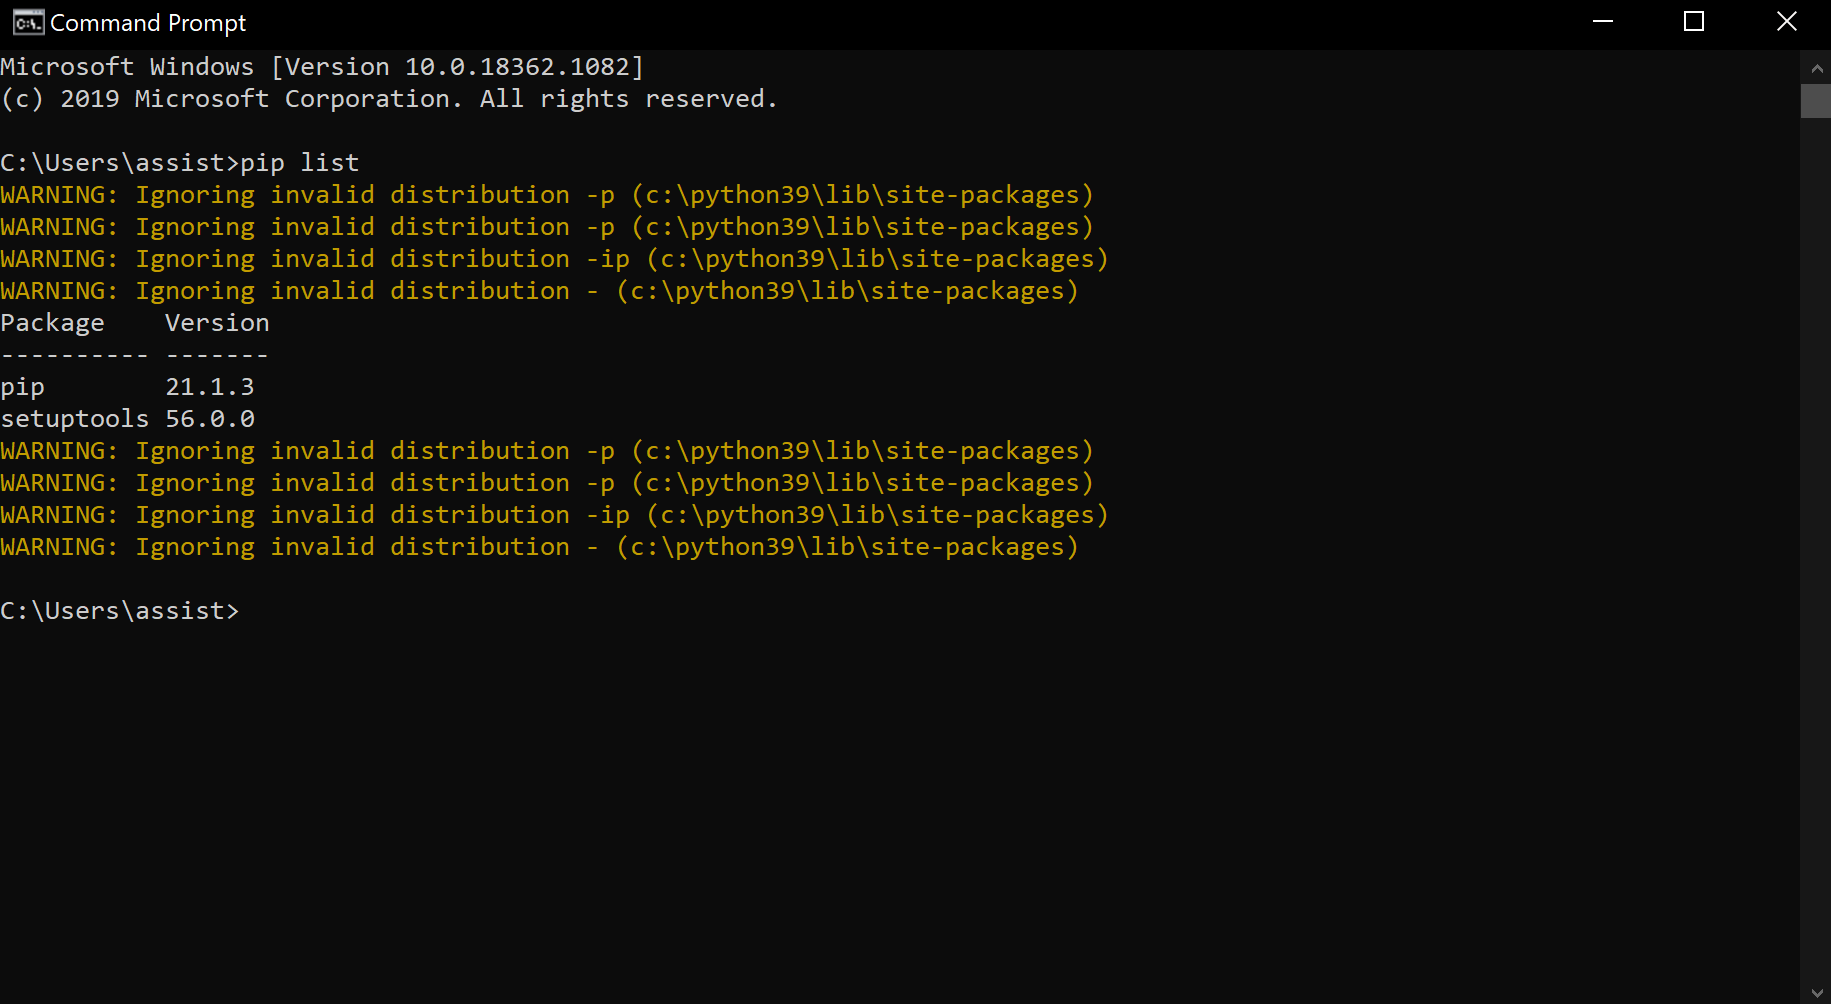 Command Prompt
Microsoft Windows [Version 10.0.18362.1082]
(c) 2019 Microsoft Corporation. All rights reserved.
C:\Users\assist>pip list
WARNING: Ignoring invalid distribution -p (c:\python39\lib\site-packages)
WARNING: Ignoring invalid distribution -p (c:\python39\lib\site-packages)
WARNING: Ignoring invalid distribution -ip (c:\python39\lib\site-packages)
WARNING: Ignoring invalid distribution - (c:\python39\lib\site-packages)
Package    Version
---------- -------
pip        21.1.3
setuptools 56.0.0
WARNING: Ignoring invalid distribution -p (c:\python39\lib\site-packages)
WARNING: Ignoring invalid distribution -p (c:\python39\lib\site-packages)
WARNING: Ignoring invalid distribution -ip (c:\python39\lib\site-packages)
WARNING: Ignoring invalid distribution - (c:\python39\lib\site-packages)
C:\Users\assist>